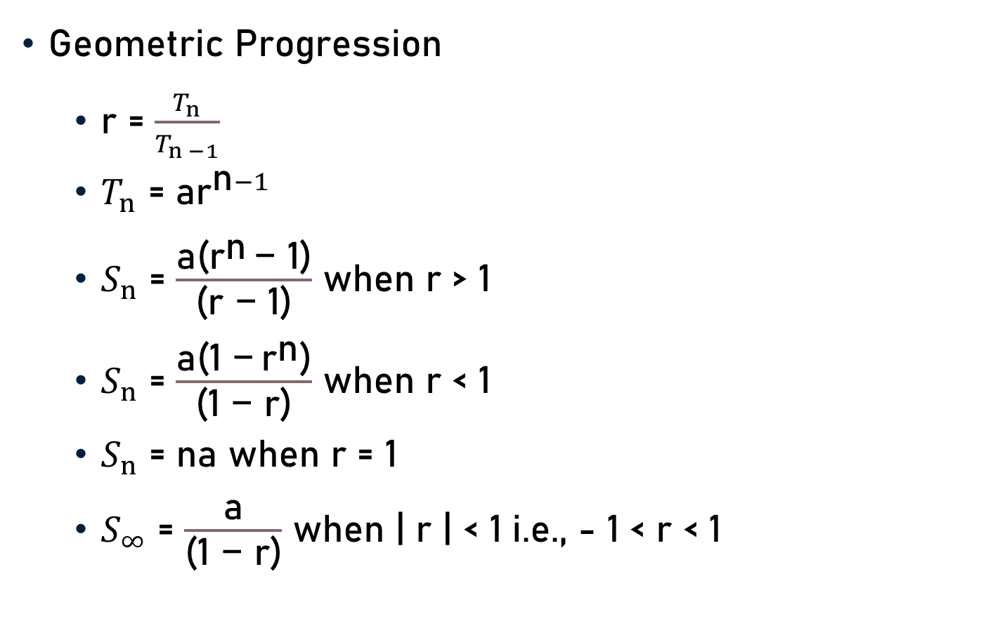 • Geometric Progression
• r = Tₙ / Tₙ ₋₁
• Tₙ = arⁿ⁻¹
• Sₙ = a(rⁿ − 1) / (r − 1) when r > 1
• Sₙ = a(1 − rⁿ) / (1 − r) when r < 1
• Sₙ = na when r = 1
• S∞ = a / (1 − r) when | r | < 1 i.e., - 1 < r < 1